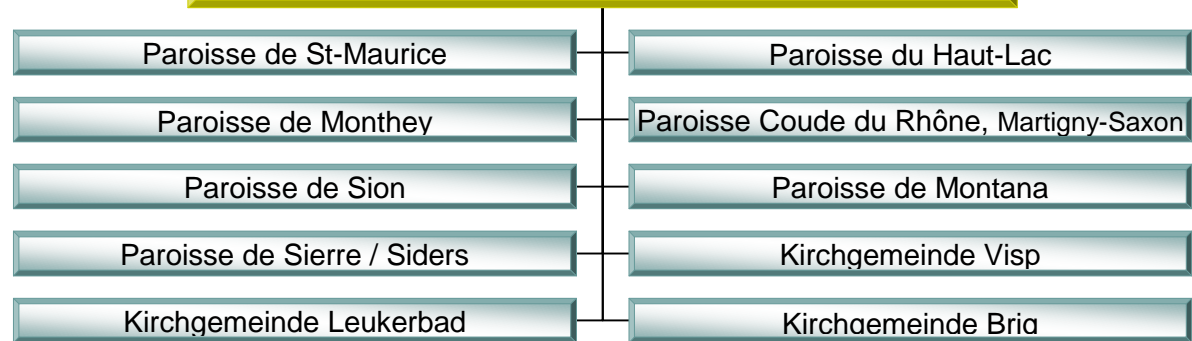 Paroisse de St-Maurice
Paroisse du Haut-Lac
Paroisse de Monthey
Paroisse Coude du Rhône, Martigny-Saxon
Paroisse de Sion
Paroisse de Montana
Paroisse de Sierre / Siders
Kirchgemeinde Visp
Kirchgemeinde Leukerbad
Kirchgemeinde Brig